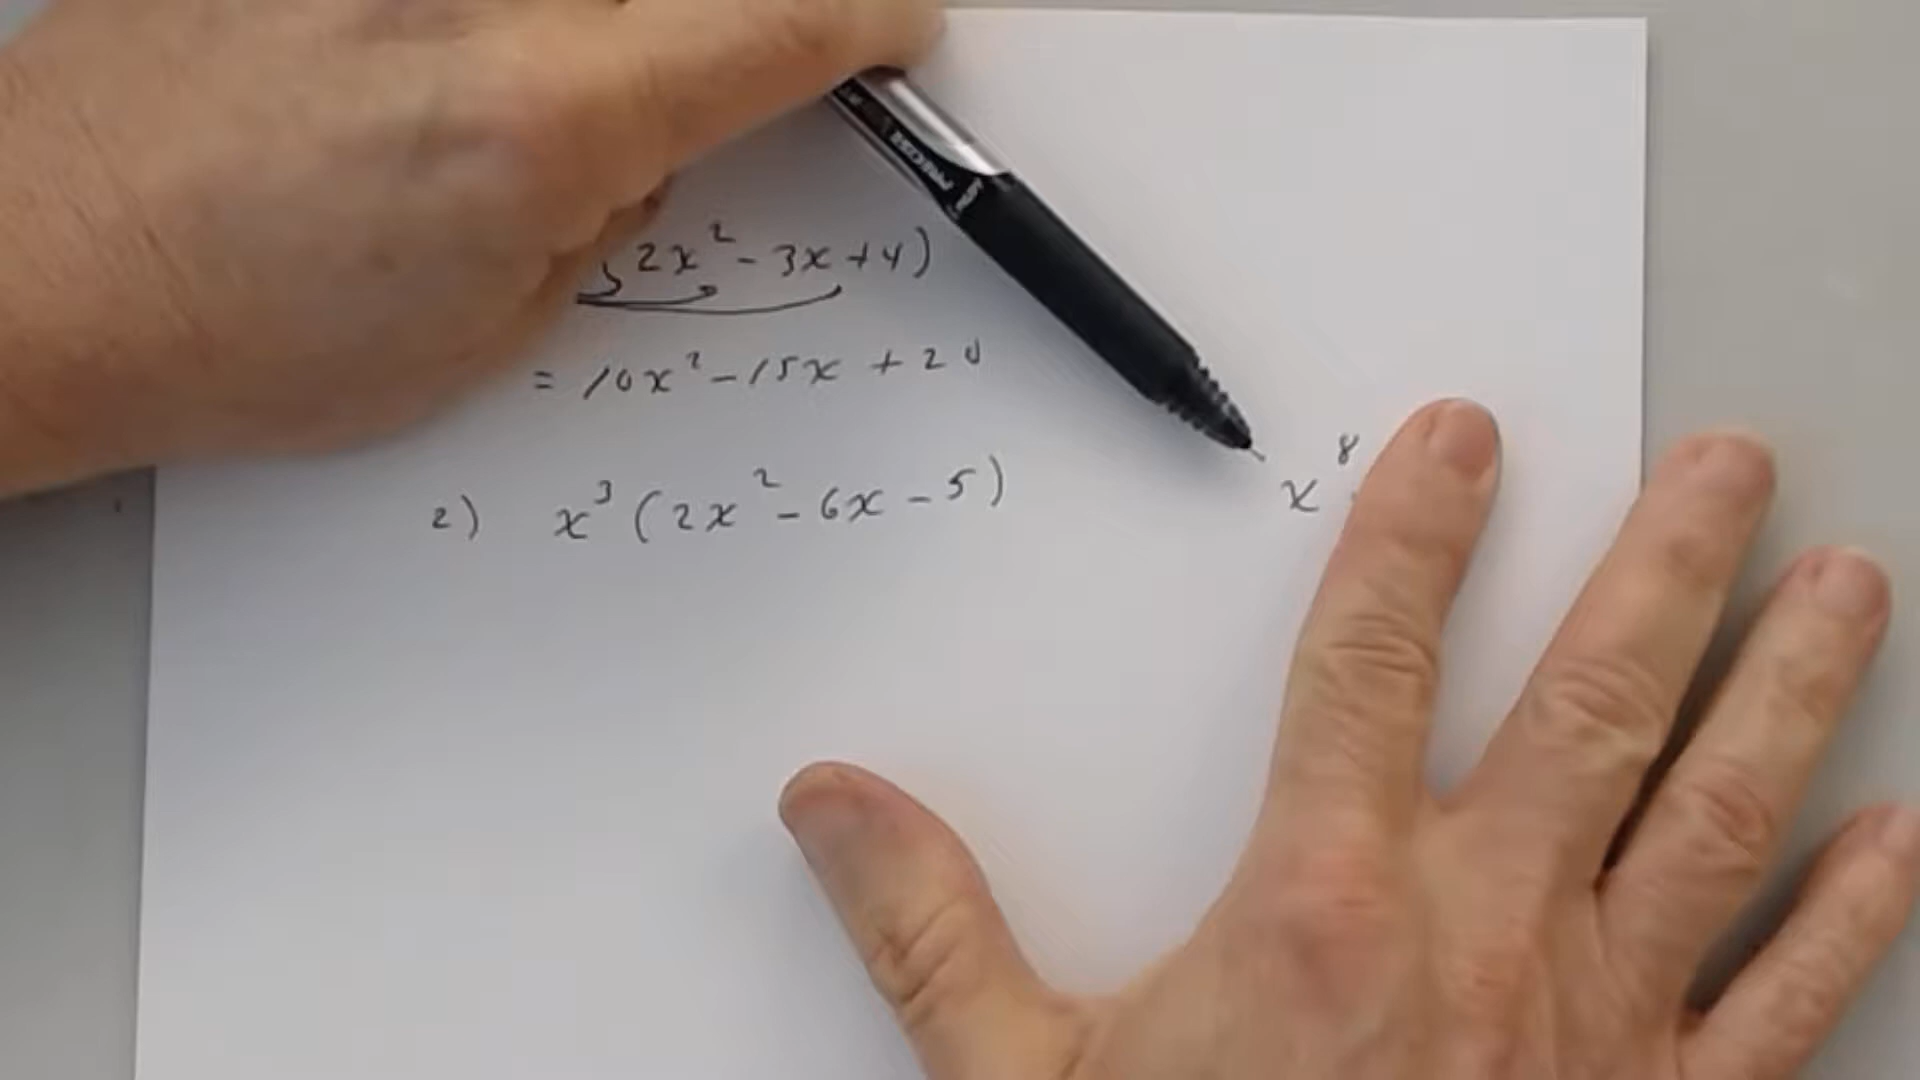 2x² - 3x + 4)
= 10x² - 15x + 20
2) x³ (2x² - 6x - 5)
x⁸